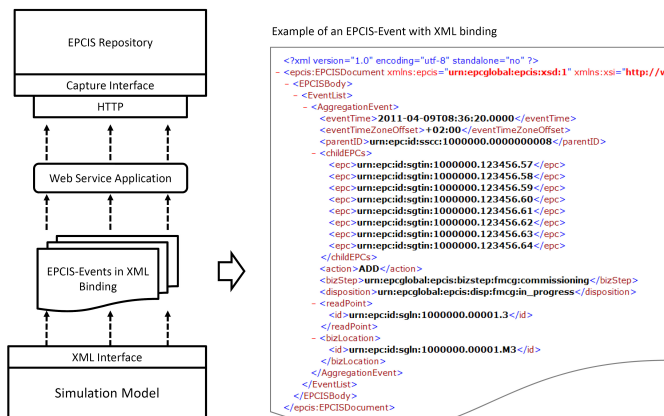 EPCIS Repository
Capture Interface
HTTP
Web Service Application
EPCIS-Events in XML
Binding
XML Interface
Simulation Model
Example of an EPCIS-Event with XML binding
<?xml version="1.0" encoding="utf-8" standalone="no" ?>
- <epcis:EPCISDocument xmlns:epcis="urn:epcglobal:epcis:xsd:1" xmlns:xsi="http://w
- <EPCISBody>
- <EventList>
- <AggregationEvent>
<eventTime>2011-04-09T08:36:20.0000</eventTime>
<eventTimeZoneOffset>+02:00</eventTimeZoneOffset>
<parentID>urn:epc:id:sscc:1000000.0000000008</parentID>
- <childEPCs>
<epc>urn:epc:id:sgtin:1000000.123456.57</epc>
<epc>urn:epc:id:sgtin:1000000.123456.58</epc>
<epc>urn:epc:id:sgtin:1000000.123456.59</epc>
<epc>urn:epc:id:sgtin:1000000.123456.60</epc>
<epc>urn:epc:id:sgtin:1000000.123456.61</epc>
<epc>urn:epc:id:sgtin:1000000.123456.62</epc>
<epc>urn:epc:id:sgtin:1000000.123456.63</epc>
<epc>urn:epc:id:sgtin:1000000.123456.64</epc>
</childEPCs>
<action>ADD</action>
<bizStep>urn:epcglobal:epcis:bizstep:fmcg:commissioning</bizStep>
<disposition>urn:epcglobal:epcis:disp:fmcg:in_progress</disposition>
- <readPoint>
<id>urn:epc:id:sgln:1000000.00001.3</id>
</readPoint>
- <bizLocation>
<id>urn:epc:id:sgln:1000000.00001.M3</id>
</bizLocation>
</AggregationEvent>
</EventList>
</EPCISBody>
</epcis:EPCISDocument>